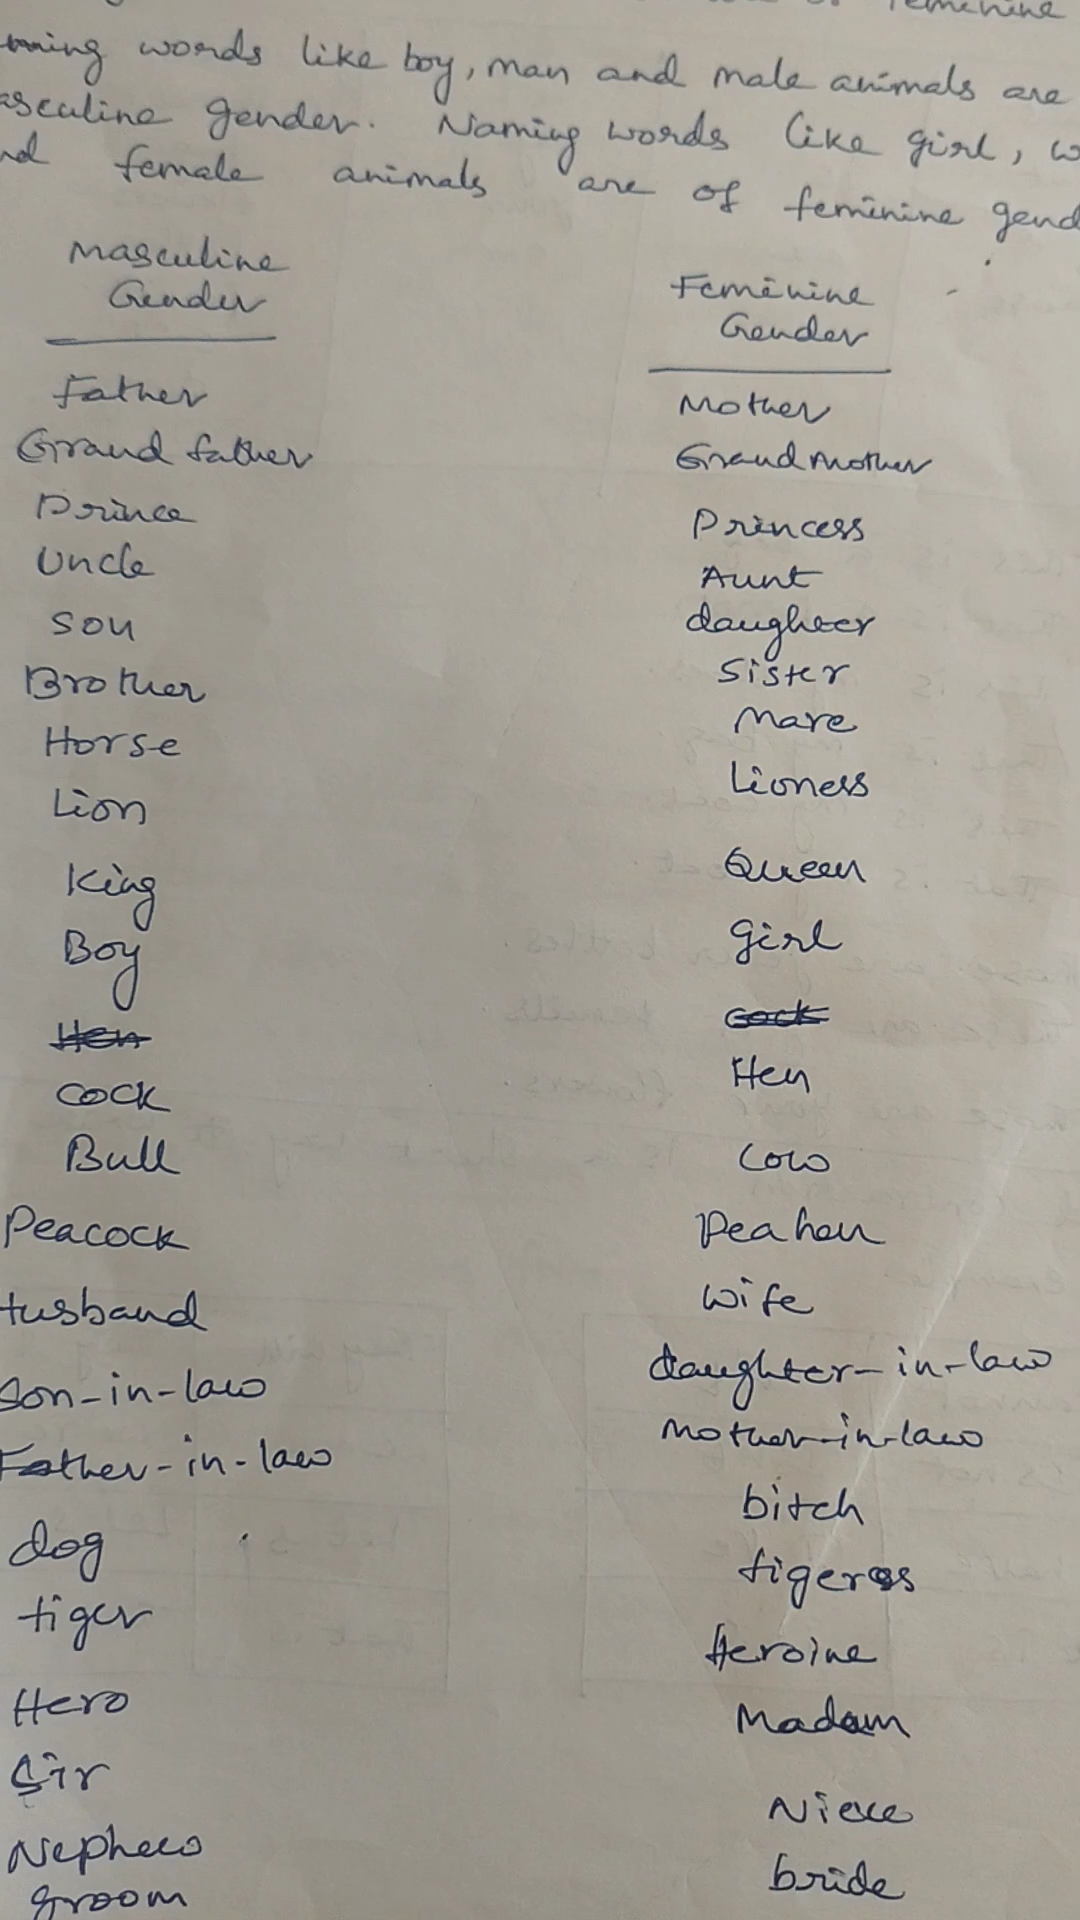 feminine
words like boy, man and male animals are
gender. Naming words like girl,
female animals are of feminine
Masculine Gender
Feminine Gender
Father Mother
Grand father Grand Mother
Prince Princess
Uncle Aunt
Son daughter
Brother Sister
Horse Mare
Lion Lioness
King Queen
Boy Girl
Hen Cock
Cock Hen
Bull Cow
Peacock Pea hen
Husband Wife
Son-in-law daughter-in-law
Father-in-law Mother-in-law
dog bitch
tiger tigeress
Hero Heroine
Sir Madam
Nephew Niece
groom bride